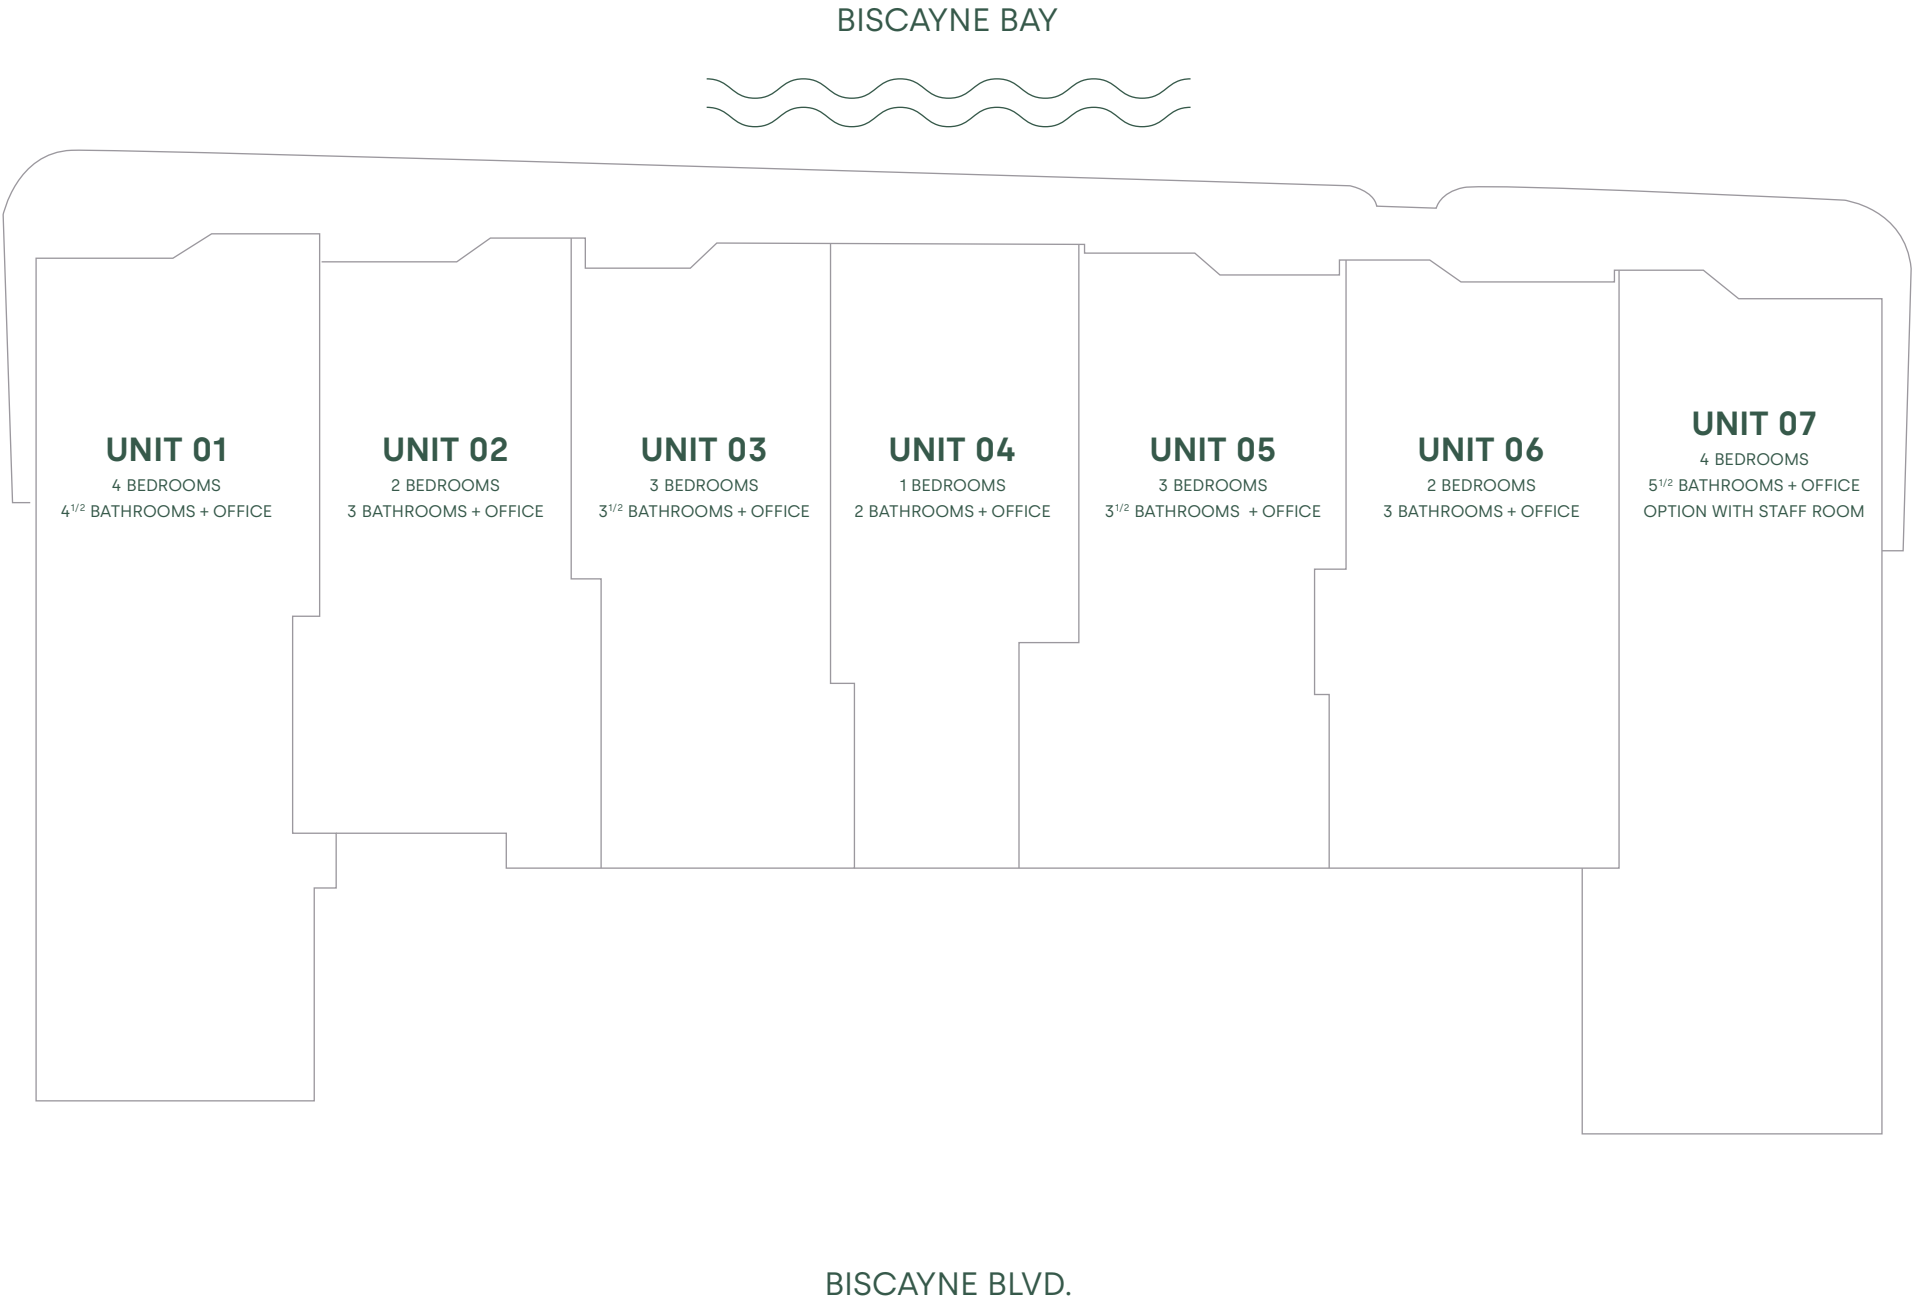 BISCAYNE BAY
UNIT 01
4 BEDROOMS
4 1/2 BATHROOMS + OFFICE
UNIT 02
2 BEDROOMS
3 BATHROOMS + OFFICE
UNIT 03
3 BEDROOMS
3 1/2 BATHROOMS + OFFICE
UNIT 04
1 BEDROOMS
2 BATHROOMS + OFFICE
UNIT 05
3 BEDROOMS
3 1/2 BATHROOMS + OFFICE
UNIT 06
2 BEDROOMS
3 BATHROOMS + OFFICE
UNIT 07
4 BEDROOMS
5 1/2 BATHROOMS + OFFICE
OPTION WITH STAFF ROOM
BISCAYNE BLVD.